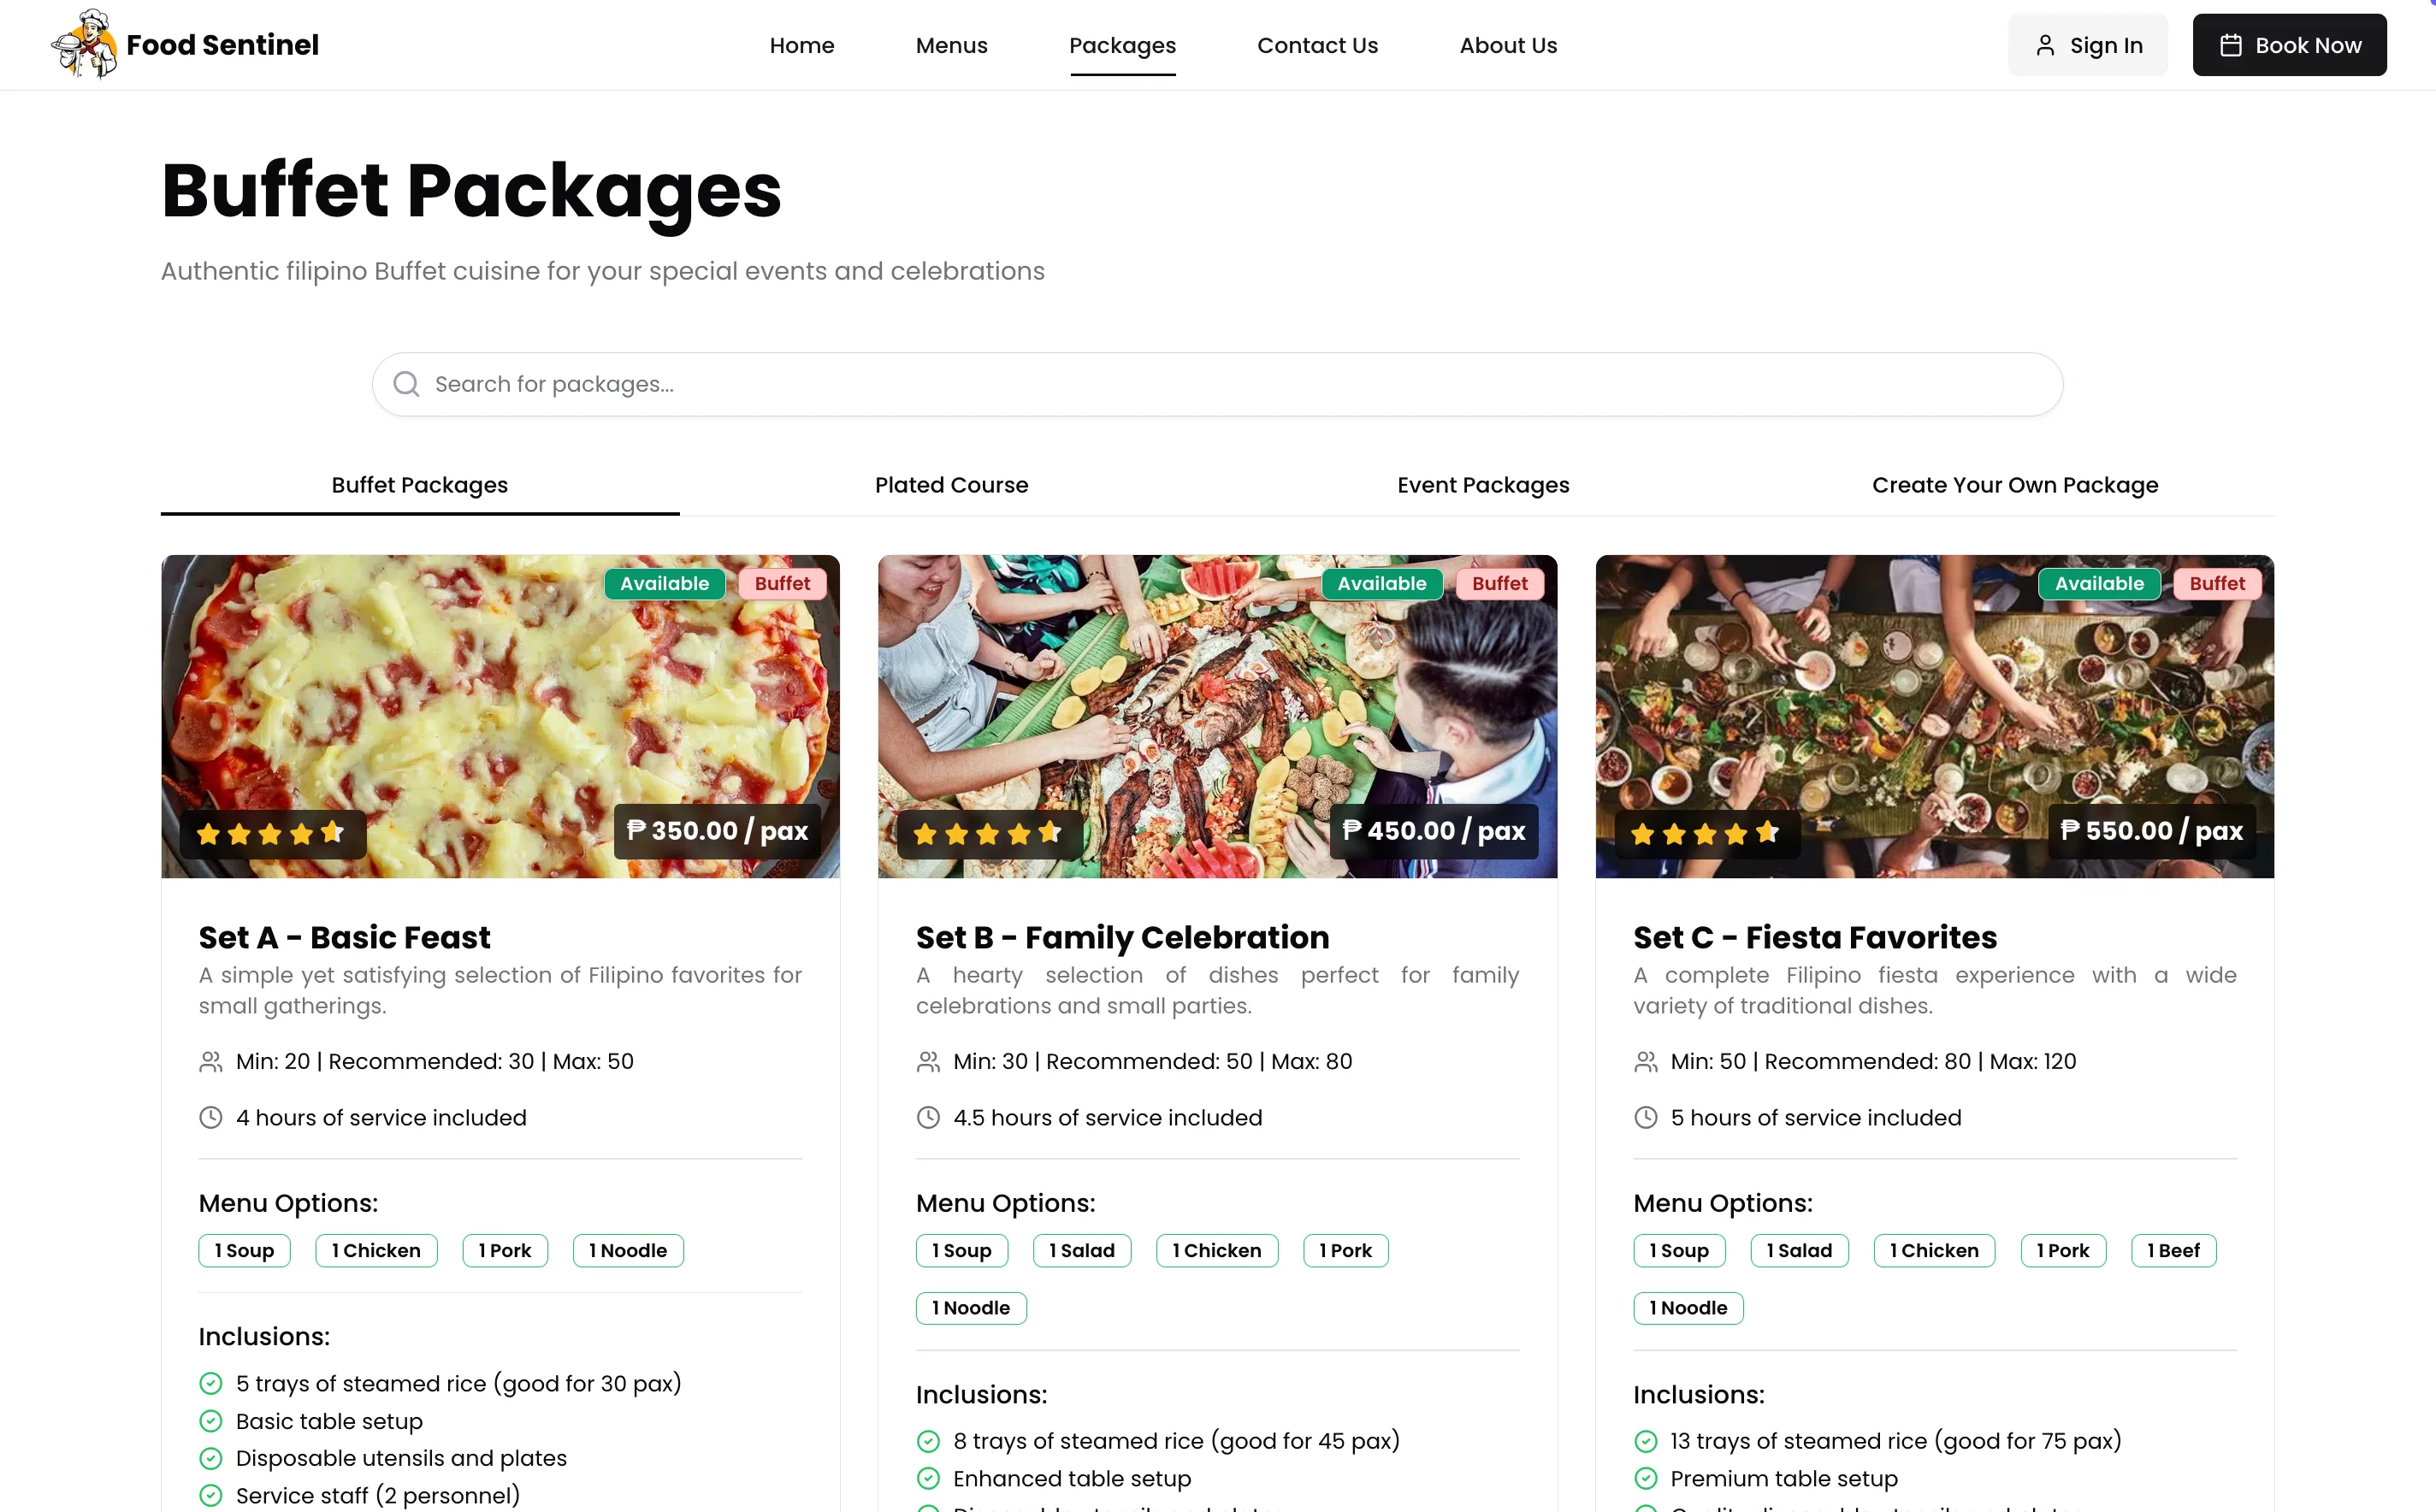 Food Sentinel
Home
Menus
Packages
Contact Us
About Us
Sign In
Book Now
Buffet Packages
Authentic filipino Buffet cuisine for your special events and celebrations
Search for packages...
Buffet Packages
Plated Course
Event Packages
Create Your Own Package
Available
Buffet
₱ 350.00 / pax
Set A - Basic Feast
A simple yet satisfying selection of Filipino favorites for
small gatherings.
Min: 20 | Recommended: 30 | Max: 50
4 hours of service included
Menu Options:
1 Soup
1 Chicken
1 Pork
1 Noodle
Inclusions:
5 trays of steamed rice (good for 30 pax)
Basic table setup
Disposable utensils and plates
Service staff (2 personnel)
Available
Buffet
₱ 450.00 / pax
Set B - Family Celebration
A hearty selection of dishes perfect for family
celebrations and small parties.
Min: 30 | Recommended: 50 | Max: 80
4.5 hours of service included
Menu Options:
1 Soup
1 Salad
1 Chicken
1 Pork
1 Noodle
Inclusions:
8 trays of steamed rice (good for 45 pax)
Enhanced table setup
Available
Buffet
₱ 550.00 / pax
Set C - Fiesta Favorites
A complete Filipino fiesta experience with a wide
variety of traditional dishes.
Min: 50 | Recommended: 80 | Max: 120
5 hours of service included
Menu Options:
1 Soup
1 Salad
1 Chicken
1 Pork
1 Beef
1 Noodle
Inclusions:
13 trays of steamed rice (good for 75 pax)
Premium table setup